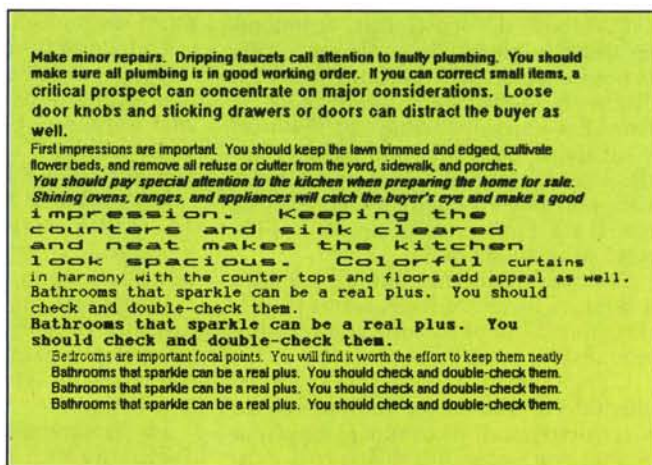 Make minor repairs. Dripping faucets call attention to faulty plumbing. You should
make sure all plumbing is in good working order. If you can correct small items, a
critical prospect can concentrate on major considerations. Loose
door knobs and sticking drawers or doors can distract the buyer as
well.
First impressions are important. You should keep the lawn trimmed and edged, cultivate
flower beds, and remove all refuse or clutter from the yard, sidewalk, and porches.
You should pay special attention to the kitchen when preparing the home for sale.
Shining ovens, ranges, and appliances will catch the buyer's eye and make a good
impression. Keeping the
counters and sink cleared
and neat makes the kitchen
look spacious. Colorful curtains
in harmony with the counter tops and floors add appeal as well.
Bathrooms that sparkle can be a real plus. You should
check and double-check them.
Bathrooms that sparkle can be a real plus. You
should check and double-check them.
Bedrooms are important focal points. You will find it worth the effort to keep them neatly
Bathrooms that sparkle can be a real plus. You should check and double-check them.
Bathrooms that sparkle can be a real plus. You should check and double-check them.
Bathrooms that sparkle can be a real plus. You should check and double-check them.